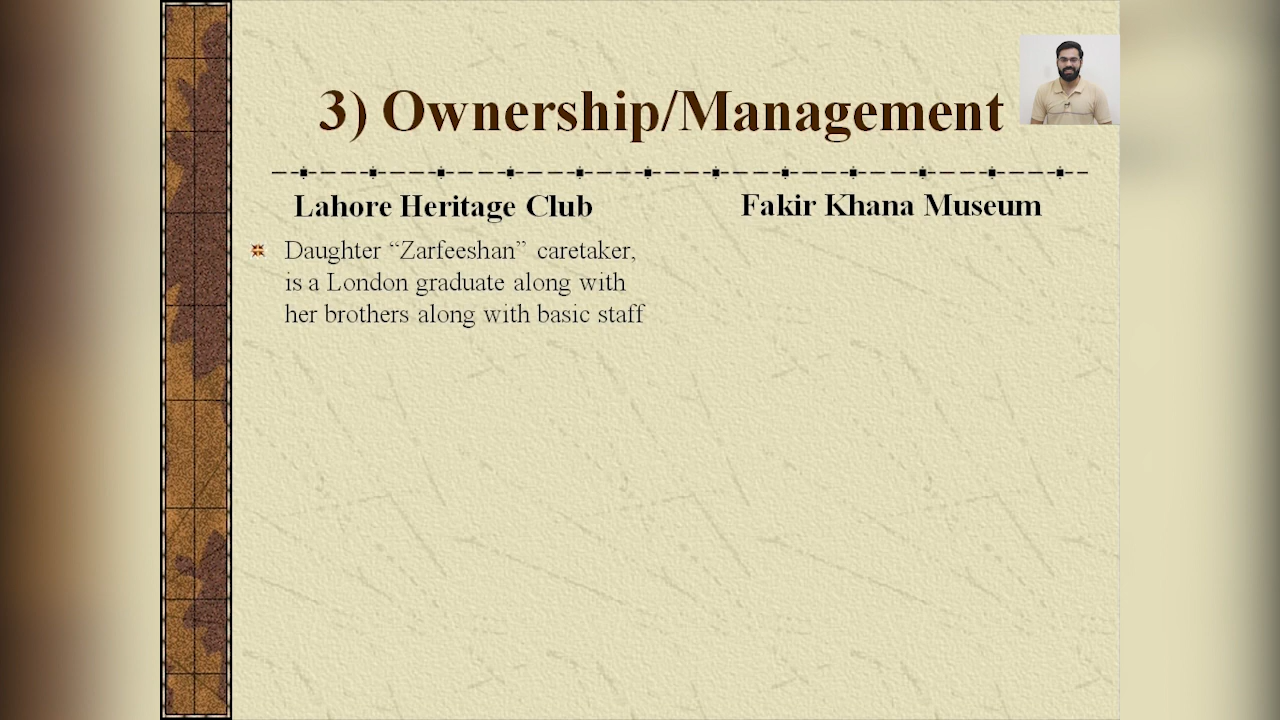 3) Ownership/Management
Lahore Heritage Club
Fakir Khana Museum
Daughter “Zarfeeshan” caretaker,
is a London graduate along with
her brothers along with basic staff